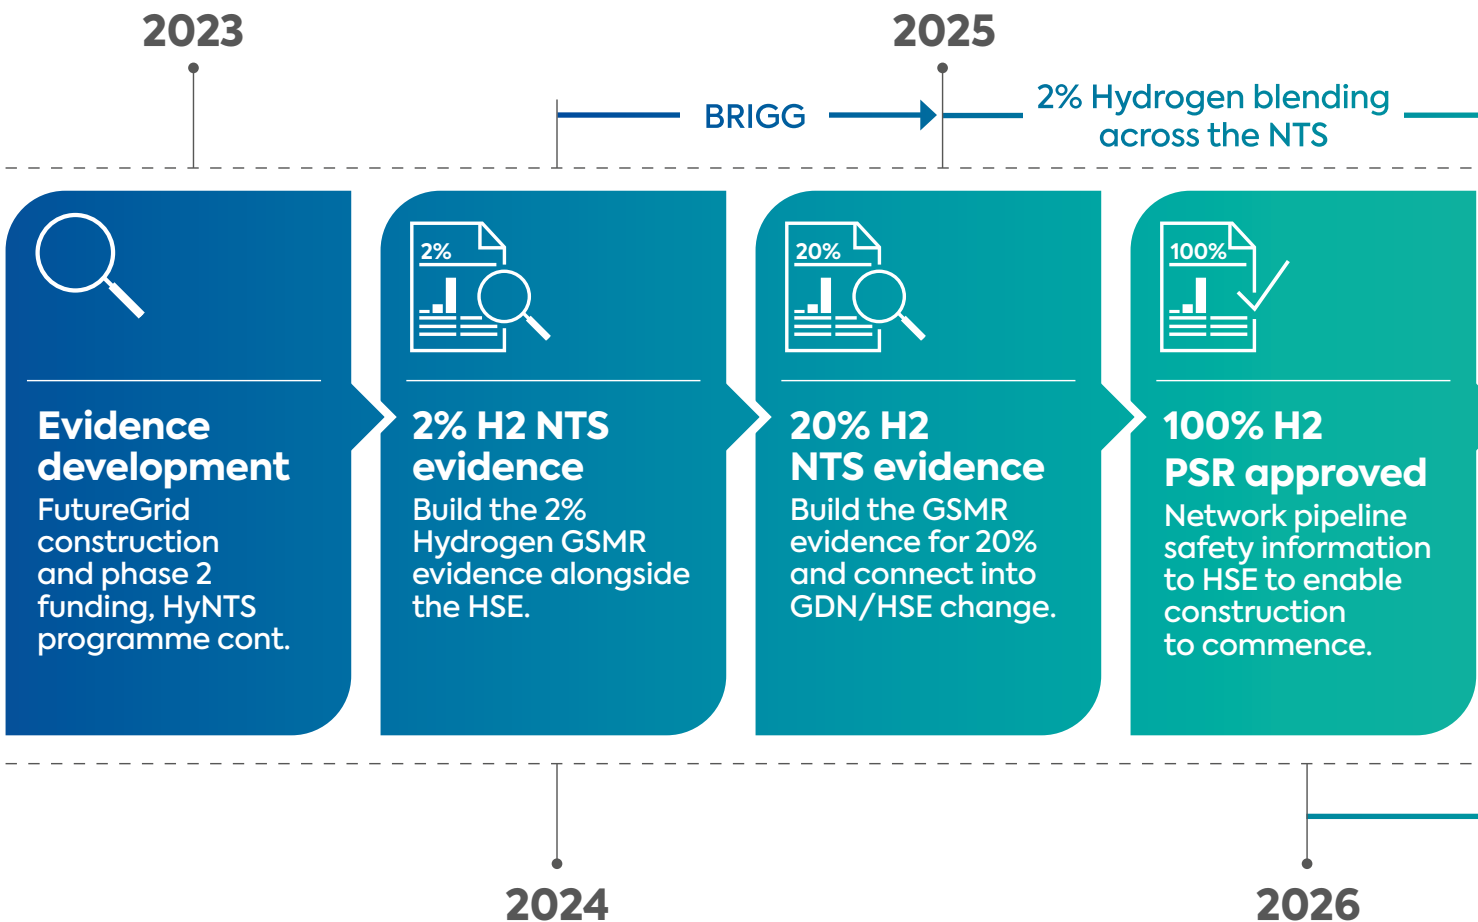 2023
2025
BRIGG
2% Hydrogen blending
across the NTS
Evidence
development
FutureGrid
construction
and phase 2
funding, HyNTS
programme cont.
2%
2% H2 NTS
evidence
Build the 2%
Hydrogen GSMR
evidence alongside
the HSE.
20%
20% H2
NTS evidence
Build the GSMR
evidence for 20%
and connect into
GDN/HSE change.
100%
100% H2
PSR approved
Network pipeline
safety information
to HSE to enable
construction
to commence.
2024
2026